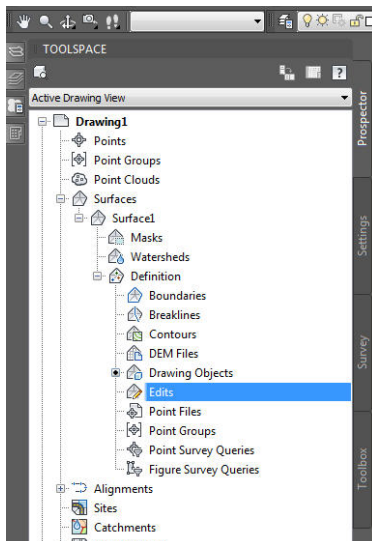 TOOLSPACE
Active Drawing View
Drawing1
Points
Point Groups
Point Clouds
Surfaces
Surface1
Masks
Watersheds
Definition
Boundaries
Breaklines
Contours
DEM Files
Drawing Objects
Edits
Point Files
Point Groups
Point Survey Queries
Figure Survey Queries
Alignments
Sites
Catchments
Prospector
Settings
Survey
Toolbox